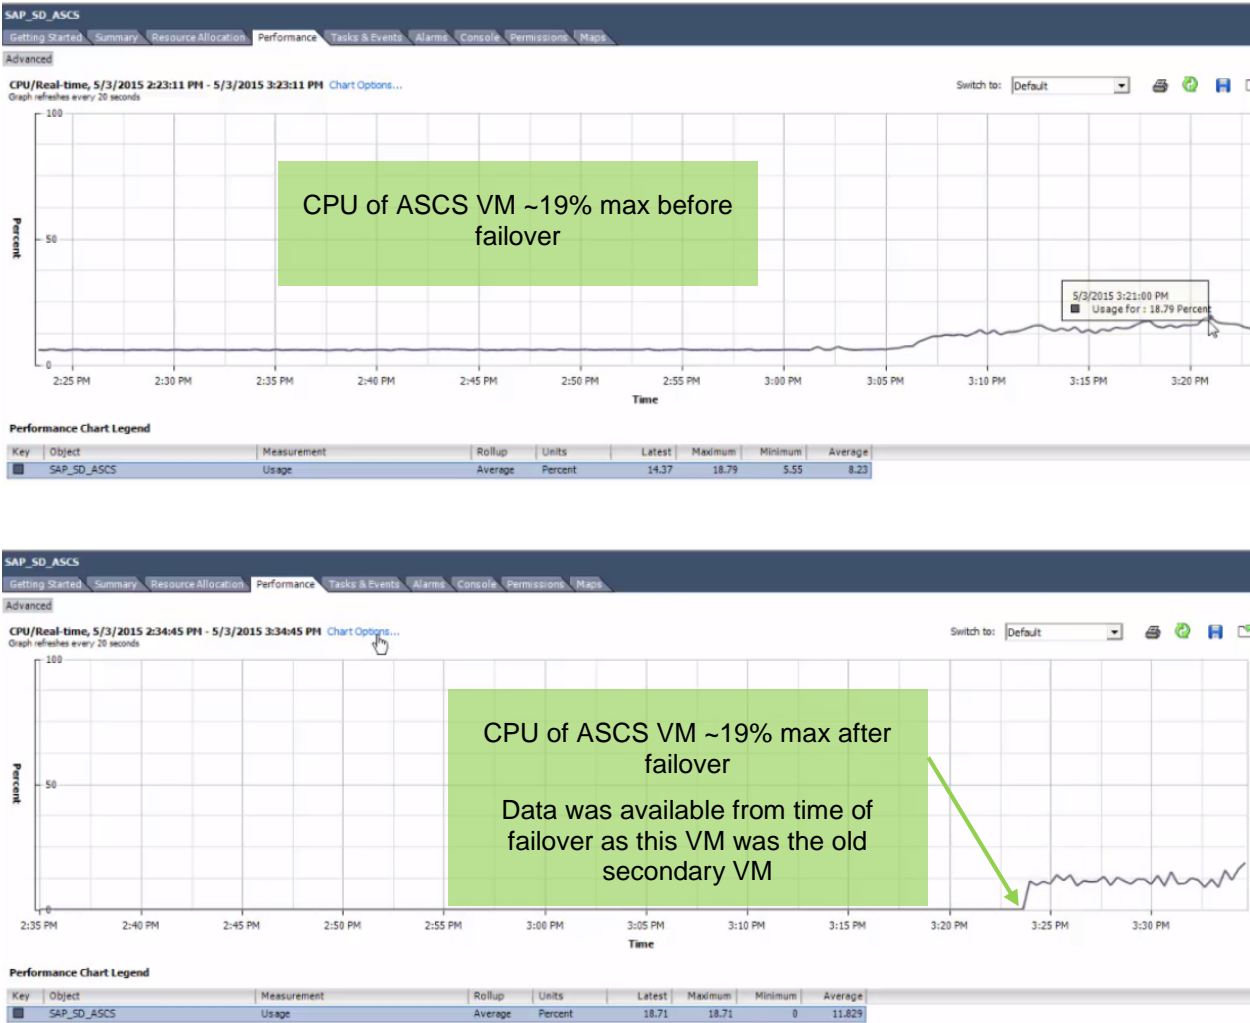 SAP_SD_ASCS
Getting Started Summary Resource Allocation Performance Tasks & Events Alarms Console Permissions Maps
Advanced
CPU/Real-time, 5/3/2015 2:23:11 PM - 5/3/2015 3:23:11 PM Chart Options...
Switch to: Default
Graph refreshes every 20 seconds
100
CPU of ASCS VM ~19% max before
failover
Percent
50
5/3/2015 3:21:00 PM
Usage for : 18.79 Percent
0
2:25 PM 2:30 PM 2:35 PM 2:40 PM 2:45 PM 2:50 PM 2:55 PM 3:00 PM 3:05 PM 3:10 PM 3:15 PM 3:20 PM
Time
Performance Chart Legend
Key Object Measurement Rollup Units Latest Maximum Minimum Average
SAP_SD_ASCS Usage Average Percent 14.37 18.79 5.55 8.23
SAP_SD_ASCS
Getting Started Summary Resource Allocation Performance Tasks & Events Alarms Console Permissions Maps
Advanced
CPU/Real-time, 5/3/2015 2:34:45 PM - 5/3/2015 3:34:45 PM Chart Options...
Switch to: Default
Graph refreshes every 20 seconds
100
CPU of ASCS VM ~19% max after
failover
Percent
50
Data was available from time of
failover as this VM was the old
secondary VM
0
2:35 PM 2:40 PM 2:45 PM 2:50 PM 2:55 PM 3:00 PM 3:05 PM 3:10 PM 3:15 PM 3:20 PM 3:25 PM 3:30 PM
Time
Performance Chart Legend
Key Object Measurement Rollup Units Latest Maximum Minimum Average
SAP_SD_ASCS Usage Average Percent 18.71 18.71 0 11.829